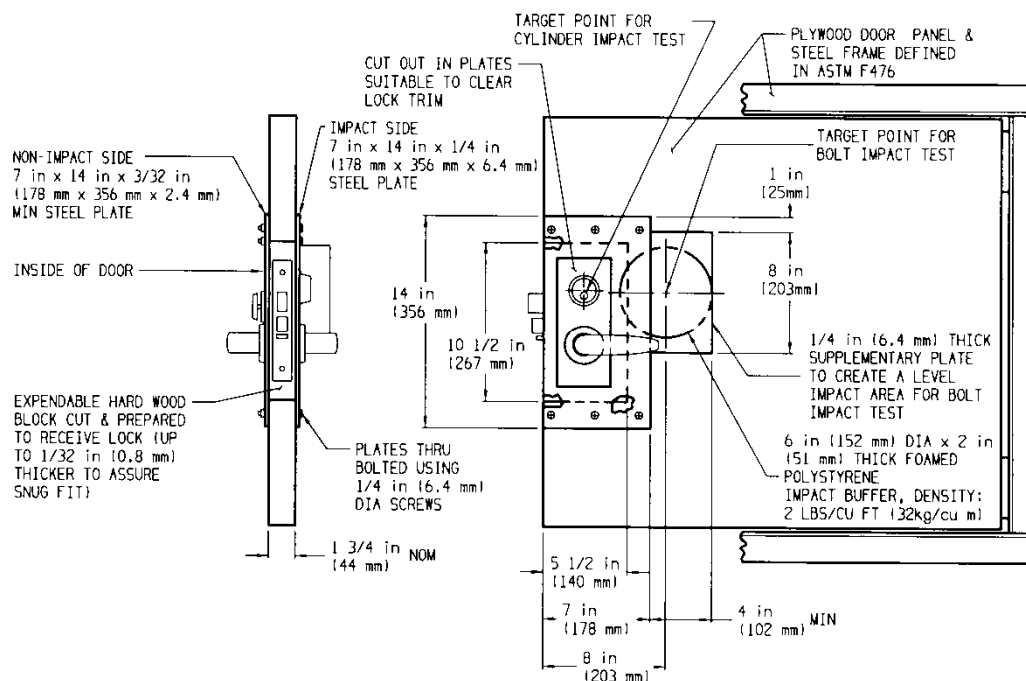 TARGET POINT FOR
CYLINDER IMPACT TEST
PLYWOOD DOOR PANEL &
STEEL FRAME DEFINED
IN ASTM F476
CUT OUT IN PLATES
SUITABLE TO CLEAR
LOCK TRIM
IMPACT SIDE
7 in x 14 in x 1/4 in
(178 mm x 356 mm x 6.4 mm)
STEEL PLATE
NON-IMPACT SIDE
7 in x 14 in x 3/32 in
(178 mm x 356 mm x 2.4 mm)
MIN STEEL PLATE
TARGET POINT FOR
BOLT IMPACT TEST
1 in
(25mm)
INSIDE OF DOOR
14 in
(356 mm)
8 in
(203mm)
10 1/2 in
(267 mm)
1/4 in (6.4 mm) THICK
SUPPLEMENTARY PLATE
TO CREATE A LEVEL
IMPACT AREA FOR BOLT
IMPACT TEST
EXPENDABLE HARD WOOD
BLOCK CUT & PREPARED
TO RECEIVE LOCK (UP
TO 1/32 in (0.8 mm)
THICKER TO ASSURE
SNUG FIT)
PLATES THRU
BOLTED USING
1/4 in (6.4 mm)
DIA SCREWS
6 in (152 mm) DIA x 2 in
(51 mm) THICK FOAMED
POLYSTYRENE
IMPACT BUFFER, DENSITY:
2 LBS/CU FT (32kg/cu m)
1 3/4 in NOM
(44 mm)
5 1/2 in
(140 mm)
7 in
(178 mm)
4 in MIN
(102 mm)
8 in
(203 mm)